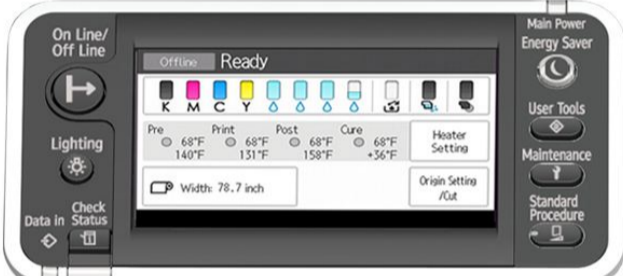 On Line/
Off Line
Lighting
Data in
Check
Status
Offline Ready
K M C Y
Pre Print Post Cure
68°F 68°F 68°F 68°F
140°F 131°F 158°F +36°F
Heater
Setting
Width: 78.7 inch
Origin Setting
/Cut
Main Power
Energy Saver
User Tools
Maintenance
Standard
Procedure